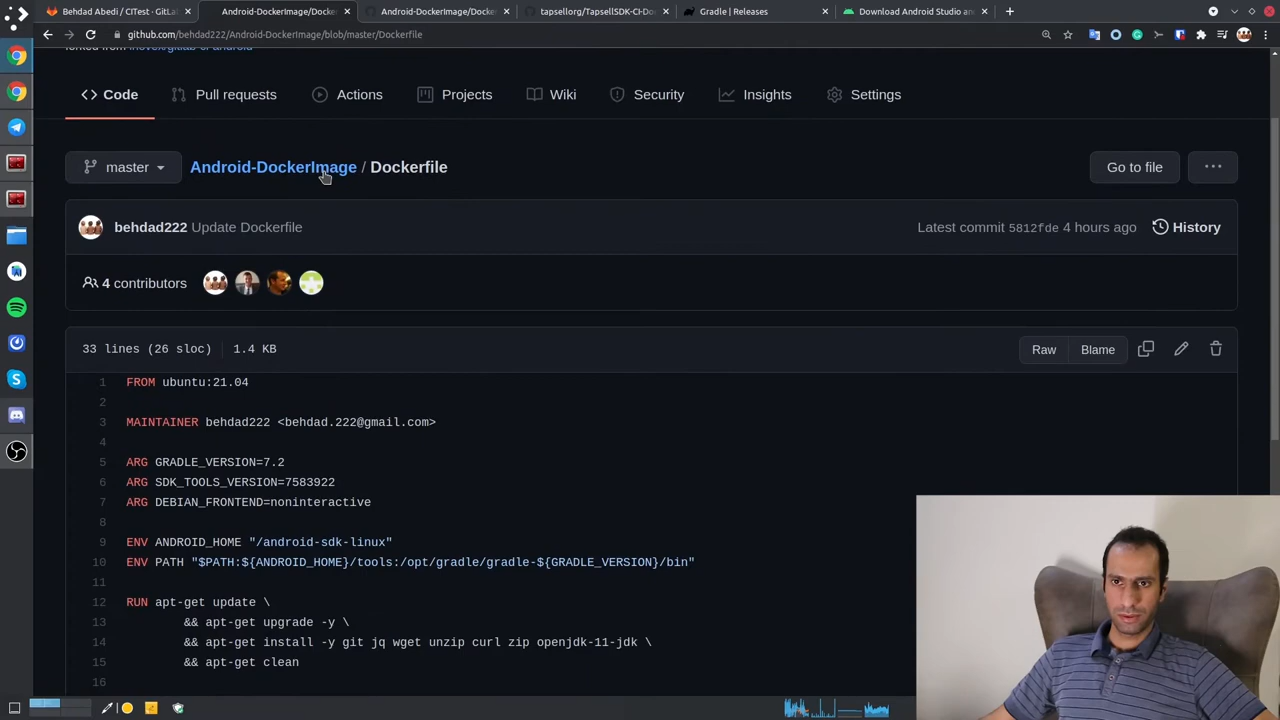 Behdad Abedi / CITest · GitLab
Android-DockerImage/Docke
Android-DockerImage/Docke
tapsellorg/TapsellSDK-CI-Do
Gradle | Releases
Download Android Studio an
github.com/behdad222/Android-DockerImage/blob/master/Dockerfile
forked from inovex/gitlab-ci-android
Code
Pull requests
Actions
Projects
Wiki
Security
Insights
Settings
master
Android-DockerImage / Dockerfile
Go to file
behdad222 Update Dockerfile
Latest commit 5812fde 4 hours ago
History
4 contributors
33 lines (26 sloc)
1.4 KB
Raw
Blame
1 FROM ubuntu:21.04
2
3 MAINTAINER behdad222 <behdad.222@gmail.com>
4
5 ARG GRADLE_VERSION=7.2
6 ARG SDK_TOOLS_VERSION=7583922
7 ARG DEBIAN_FRONTEND=noninteractive
8
9 ENV ANDROID_HOME "/android-sdk-linux"
10 ENV PATH "$PATH:${ANDROID_HOME}/tools:/opt/gradle/gradle-${GRADLE_VERSION}/bin"
11
12 RUN apt-get update \
13 && apt-get upgrade -y \
14 && apt-get install -y git jq wget unzip curl zip openjdk-11-jdk \
15 && apt-get clean
16